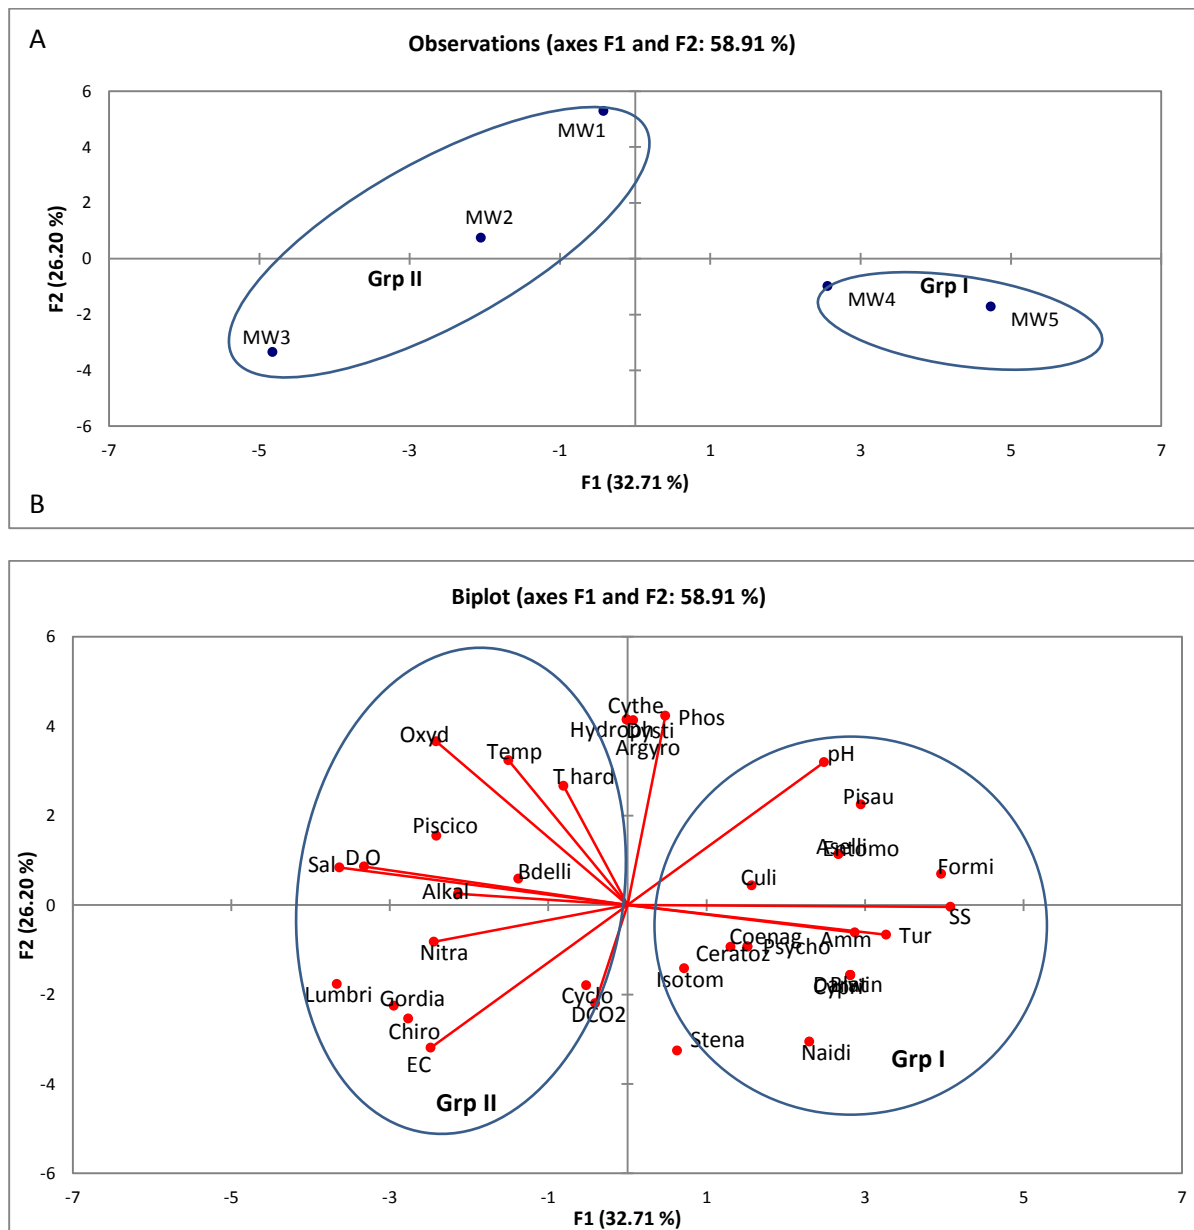 A
Observations (axes F1 and F2: 58.91 %)
6
4
2
0
-2
-4
-6
F2 (26.20 %)
MW1
MW2
Grp II
MW3
Grp I
MW4
MW5
-7
-5
-3
-1
1
3
5
7
F1 (32.71 %)
B
Biplot (axes F1 and F2: 58.91 %)
6
4
2
0
-2
-4
-6
F2 (26.20 %)
Cythe
Phos
Hydroph
Dysti
Argyro
Oxyd
Temp
T.hard
pH
Pisau
Piscico
Aselli
Entomo
Sal
D.O
Bdelli
Alkal
Culi
Formi
SS
Nitra
Coenag
Ceratoz
Psycho
Amm
Tur
Isotom
Lumbri
Gordia
Cyclo
DCO2
Chiro
EC
Stena
Naidi
Grp I
Grp II
-7
-5
-3
-1
1
3
5
7
F1 (32.71 %)